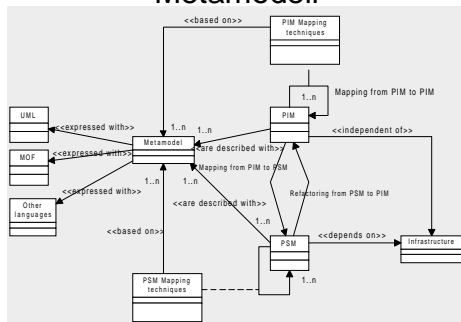 Metamodell
<<based on>>
PIM Mapping
techniques
1..n
Mapping from PIM to PIM
UML
<<expressed with>>
1..n
PIM
<<independent of>>
1..n
Metamodel
MOF
<<expressed with>>
<<are described with>>
1..n
Mapping from PIM to PSM
<<expressed with>>
1..n
Refactoring from PSM to PIM
Other
languages
<<are described with>>
1..n
<<based on>>
PSM
<<depends on>>
Infrastructure
PSM Mapping
techniques
1..n